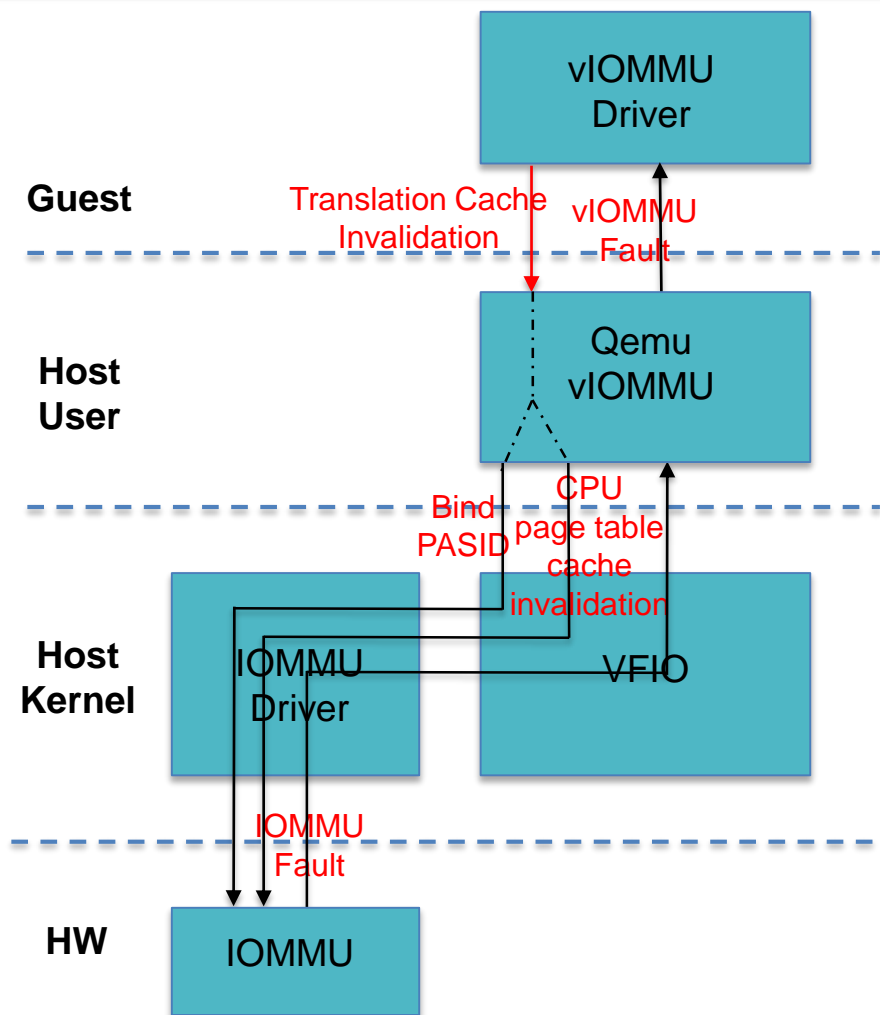 vIOMMU
Driver
Guest
Translation Cache
Invalidation
vIOMMU
Fault
Host
User
Qemu
vIOMMU
Bind
PASID
CPU
page table
cache
invalidation
Host
Kernel
IOMMU
Driver
VFIO
IOMMU
Fault
HW
IOMMU